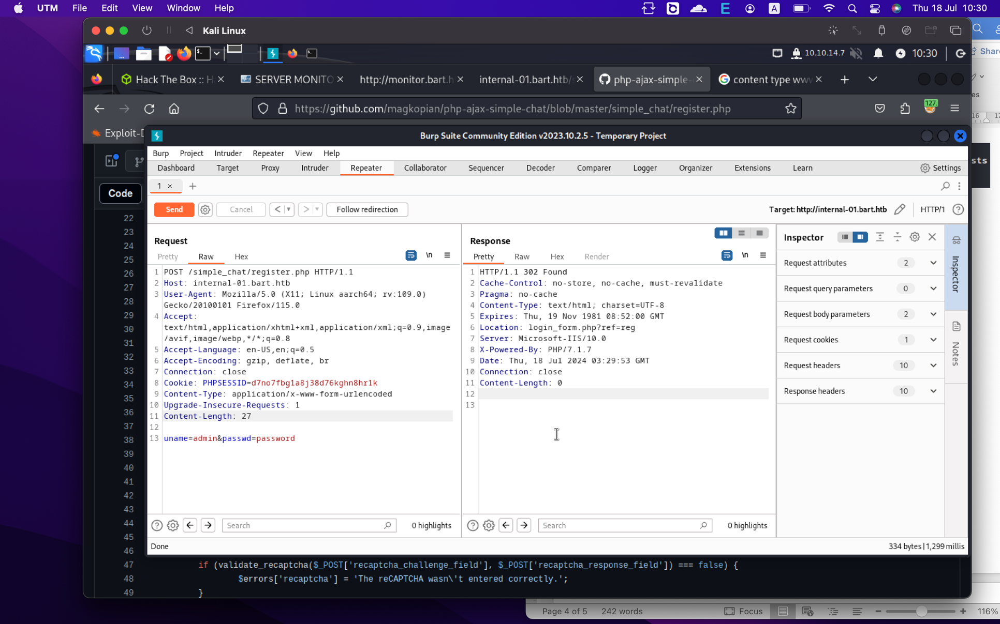 UTM File Edit View Window Help
A Thu 18 Jul 10:30
Kali Linux
10.10.14.7 10:30
Share
Hack The Box :: H SERVER MONITO http://monitor.bart.h internal-01.bart.htb/s php-ajax-simple- content type www
https://github.com/magkopian/php-ajax-simple-chat/blob/master/simple_chat/register.php
127.
es
16
Exploit-D
Burp Suite Community Edition v2023.10.2.5 - Temporary Project
Burp Project Intruder Repeater View Help
sts
Dashboard Target Proxy Intruder Repeater Collaborator Sequencer Decoder Comparer Logger Organizer Extensions Learn Settings
1 × +
Code
Send Cancel < > Follow redirection Target: http://internal-01.bart.htb HTTP/1
Request
Pretty Raw Hex \n
1 POST /simple_chat/register.php HTTP/1.1
2 Host: internal-01.bart.htb
3 User-Agent: Mozilla/5.0 (X11; Linux aarch64; rv:109.0)
Gecko/20100101 Firefox/115.0
4 Accept:
text/html,application/xhtml+xml,application/xml;q=0.9,image
/avif,image/webp,*/*;q=0.8
5 Accept-Language: en-US,en;q=0.5
6 Accept-Encoding: gzip, deflate, br
7 Connection: close
8 Cookie: PHPSESSID=d7no7fbg1a8j38d76kghn8hr1k
9 Content-Type: application/x-www-form-urlencoded
10 Upgrade-Insecure-Requests: 1
11 Content-Length: 27
12
13 uname=admin&passwd=password
Search 0 highlights
Response
Pretty Raw Hex Render \n
1 HTTP/1.1 302 Found
2 Cache-Control: no-store, no-cache, must-revalidate
3 Pragma: no-cache
4 Content-Type: text/html; charset=UTF-8
5 Expires: Thu, 19 Nov 1981 08:52:00 GMT
6 Location: login_form.php?ref=reg
7 Server: Microsoft-IIS/10.0
8 X-Powered-By: PHP/7.1.7
9 Date: Thu, 18 Jul 2024 03:29:53 GMT
10 Connection: close
11 Content-Length: 0
12
13
Search 0 highlights
Inspector
Request attributes 2
Request query parameters 0
Request body parameters 2
Request cookies 1
Request headers 10
Response headers 10
Inspector
Notes
Done 334 bytes | 1,299 millis
22
23
24
25
26
27
28
29
30
31
32
33
34
35
36
37
38
39
40
41
42
43
44
45
46
47 if (validate_recaptcha($_POST['recaptcha_challenge_field'], $_POST['recaptcha_response_field']) === false) {
48 $errors['recaptcha'] = 'The reCAPTCHA wasn\'t entered correctly.';
49 }
Page 4 of 5 242 words Focus 116%